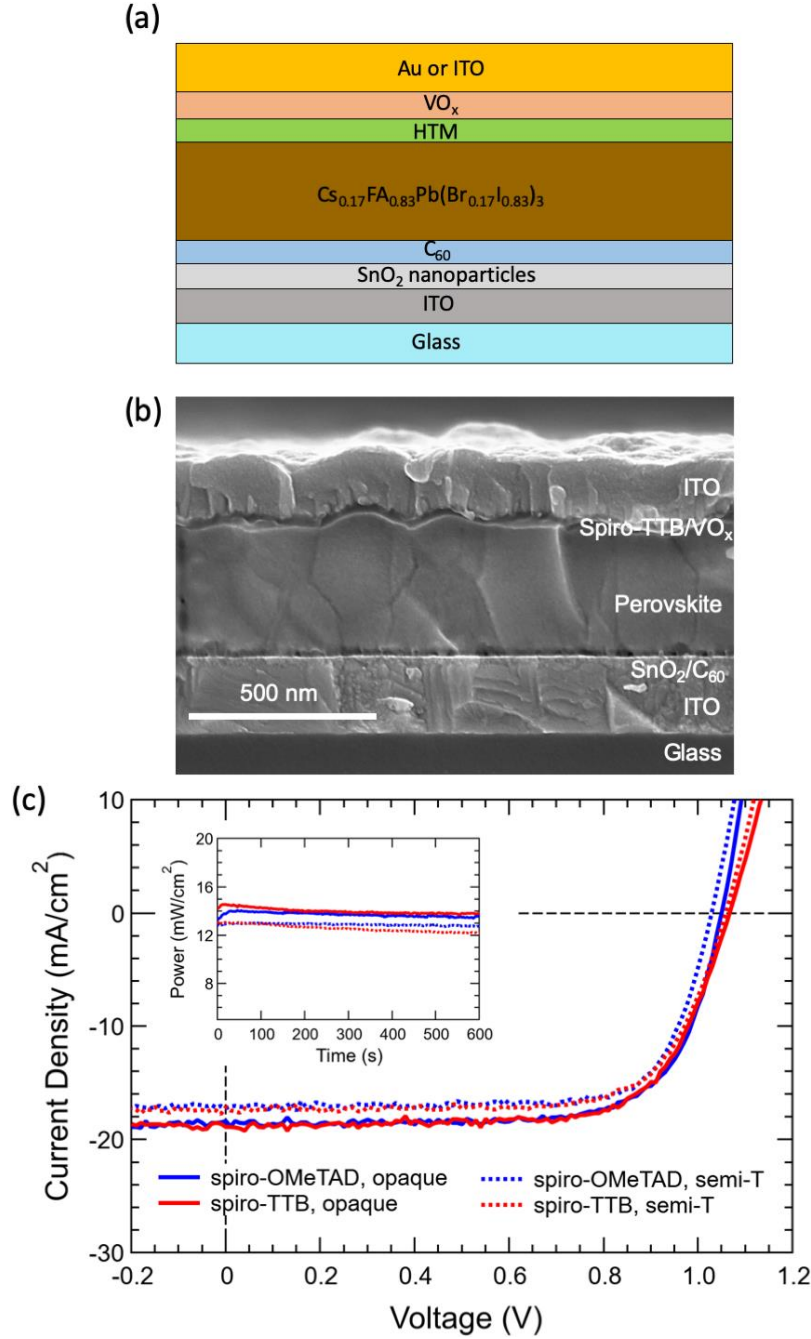 (a)
Au or ITO
VOx
HTM
Cs0.17FA0.83Pb(Br0.17I0.83)3
C60
SnO2 nanoparticles
ITO
Glass
(b)
ITO
Spiro-TTB/VOx
Perovskite
SnO2/C60
500 nm
ITO
Glass
(c)
10
0
-10
-20
-30
Current Density (mA/cm2)
20
16
12
8
Power (mW/cm2)
0 100 200 300 400 500 600
Time (s)
spiro-OMeTAD, opaque
spiro-TTB, opaque
spiro-OMeTAD, semi-T
spiro-TTB, semi-T
-0.2 0 0.2 0.4 0.6 0.8 1.0 1.2
Voltage (V)